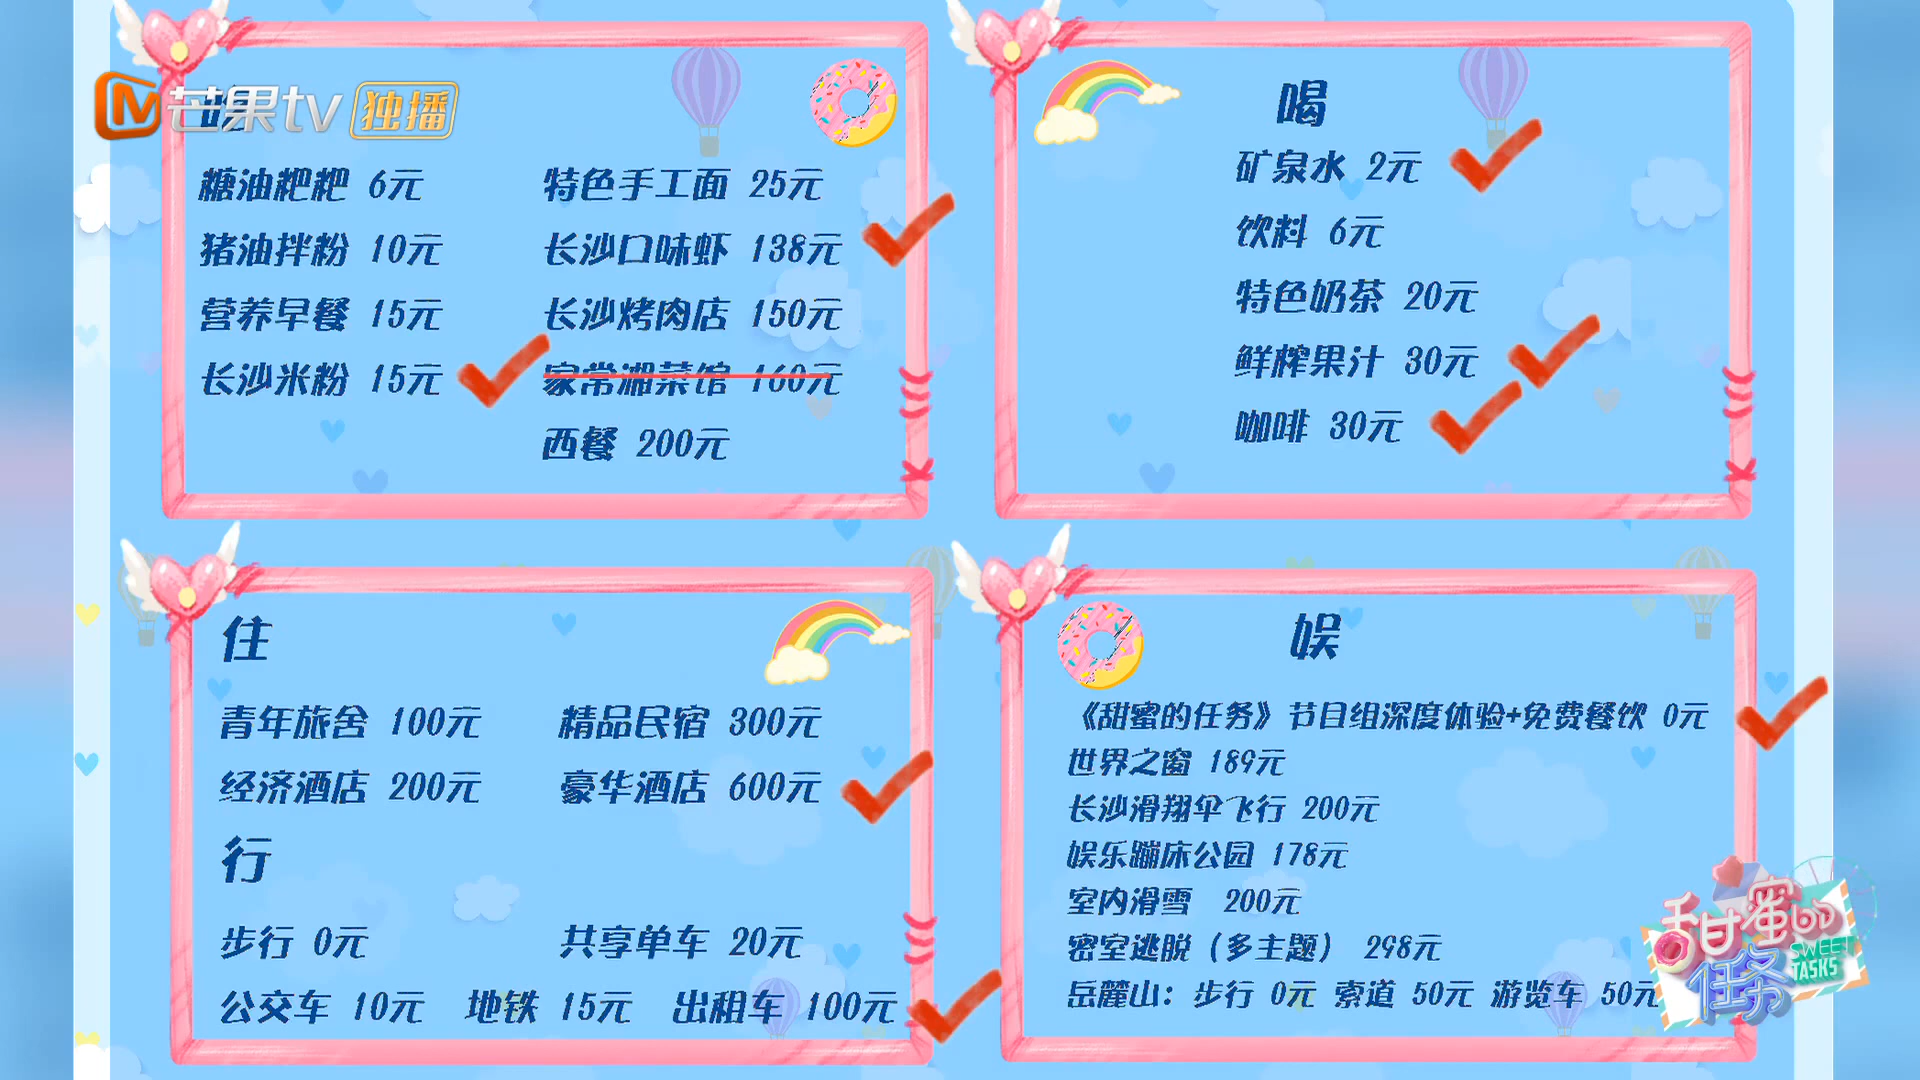 芒果tv 独播
糖油粑粑 6元
猪油拌粉 10元
营养早餐 15元
长沙米粉 15元
特色手工面 25元
长沙口味虾 138元
长沙烤肉店 150元
家常湘菜馆 160元
西餐 200元
喝
矿泉水 2元
饮料 6元
特色奶茶 20元
鲜榨果汁 30元
咖啡 30元
住
青年旅舍 100元 精品民宿 300元
经济酒店 200元 豪华酒店 600元
行
步行 0元 共享单车 20元
公交车 10元 地铁 15元 出租车 100元
娱
《甜蜜的任务》节目组深度体验+免费餐饮 0元
世界之窗 189元
长沙滑翔伞飞行 200元
娱乐蹦床公园 178元
室内滑雪 200元
密室逃脱（多主题） 298元
岳麓山：步行 0元 索道 50元 游览车 50元
甜蜜的任务
SWEET
TASKS